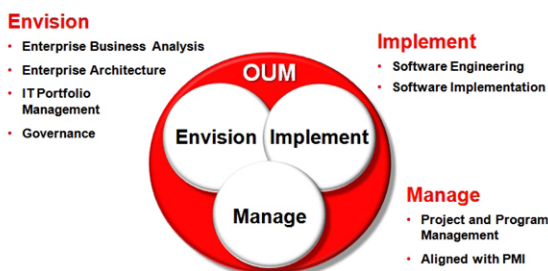 Envision
• Enterprise Business Analysis
• Enterprise Architecture
• IT Portfolio
Management
• Governance
OUM
Envision
Implement
Manage
Implement
• Software Engineering
• Software Implementation
Manage
• Project and Program
Management
• Aligned with PMI